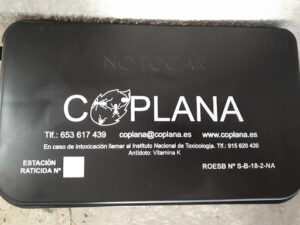 NO TOCAR
COPLANA
Tlf.: 653 617 439 coplana@coplana.es www.coplana.es
En caso de intoxicación llamar al Instituto Nacional de Toxicología. Tlf.: 915 620 420
Antídoto: Vitamina K
ESTACIÓN
RATICIDA Nº
ROESB Nº S-B-18-2-NA